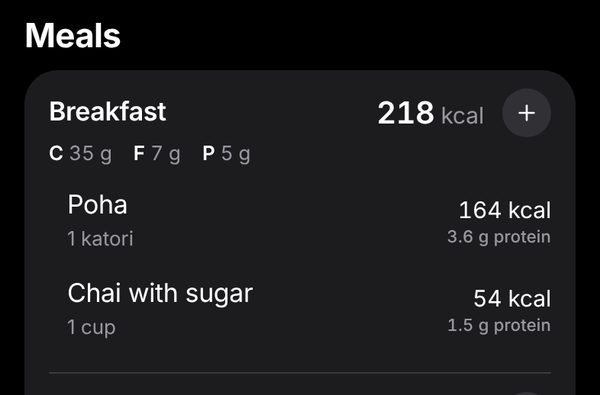 Meals
Breakfast 218 kcal +
C 35 g F 7 g P 5 g
Poha 164 kcal
1 katori 3.6 g protein
Chai with sugar 54 kcal
1 cup 1.5 g protein